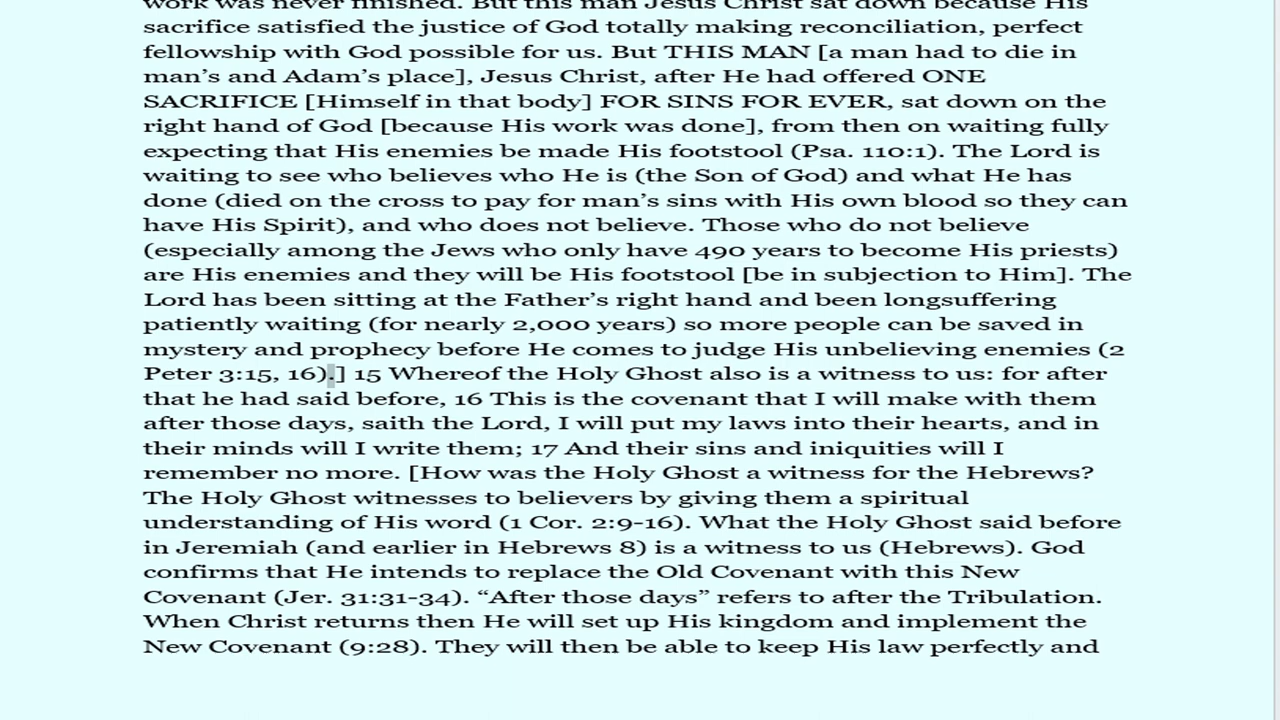 work was never finished. But this man Jesus Christ sat down because His
sacrifice satisfied the justice of God totally making reconciliation, perfect
fellowship with God possible for us. But THIS MAN [a man had to die in
man’s and Adam’s place], Jesus Christ, after He had offered ONE
SACRIFICE [Himself in that body] FOR SINS FOR EVER, sat down on the
right hand of God [because His work was done], from then on waiting fully
expecting that His enemies be made His footstool (Psa. 110:1). The Lord is
waiting to see who believes who He is (the Son of God) and what He has
done (died on the cross to pay for man’s sins with His own blood so they can
have His Spirit), and who does not believe. Those who do not believe
(especially among the Jews who only have 490 years to become His priests)
are His enemies and they will be His footstool [be in subjection to Him]. The
Lord has been sitting at the Father’s right hand and been longsuffering
patiently waiting (for nearly 2,000 years) so more people can be saved in
mystery and prophecy before He comes to judge His unbelieving enemies (2
Peter 3:15, 16).] 15 Whereof the Holy Ghost also is a witness to us: for after
that he had said before, 16 This is the covenant that I will make with them
after those days, saith the Lord, I will put my laws into their hearts, and in
their minds will I write them; 17 And their sins and iniquities will I
remember no more. [How was the Holy Ghost a witness for the Hebrews?
The Holy Ghost witnesses to believers by giving them a spiritual
understanding of His word (1 Cor. 2:9-16). What the Holy Ghost said before
in Jeremiah (and earlier in Hebrews 8) is a witness to us (Hebrews). God
confirms that He intends to replace the Old Covenant with this New
Covenant (Jer. 31:31-34). “After those days” refers to after the Tribulation.
When Christ returns then He will set up His kingdom and implement the
New Covenant (9:28). They will then be able to keep His law perfectly and